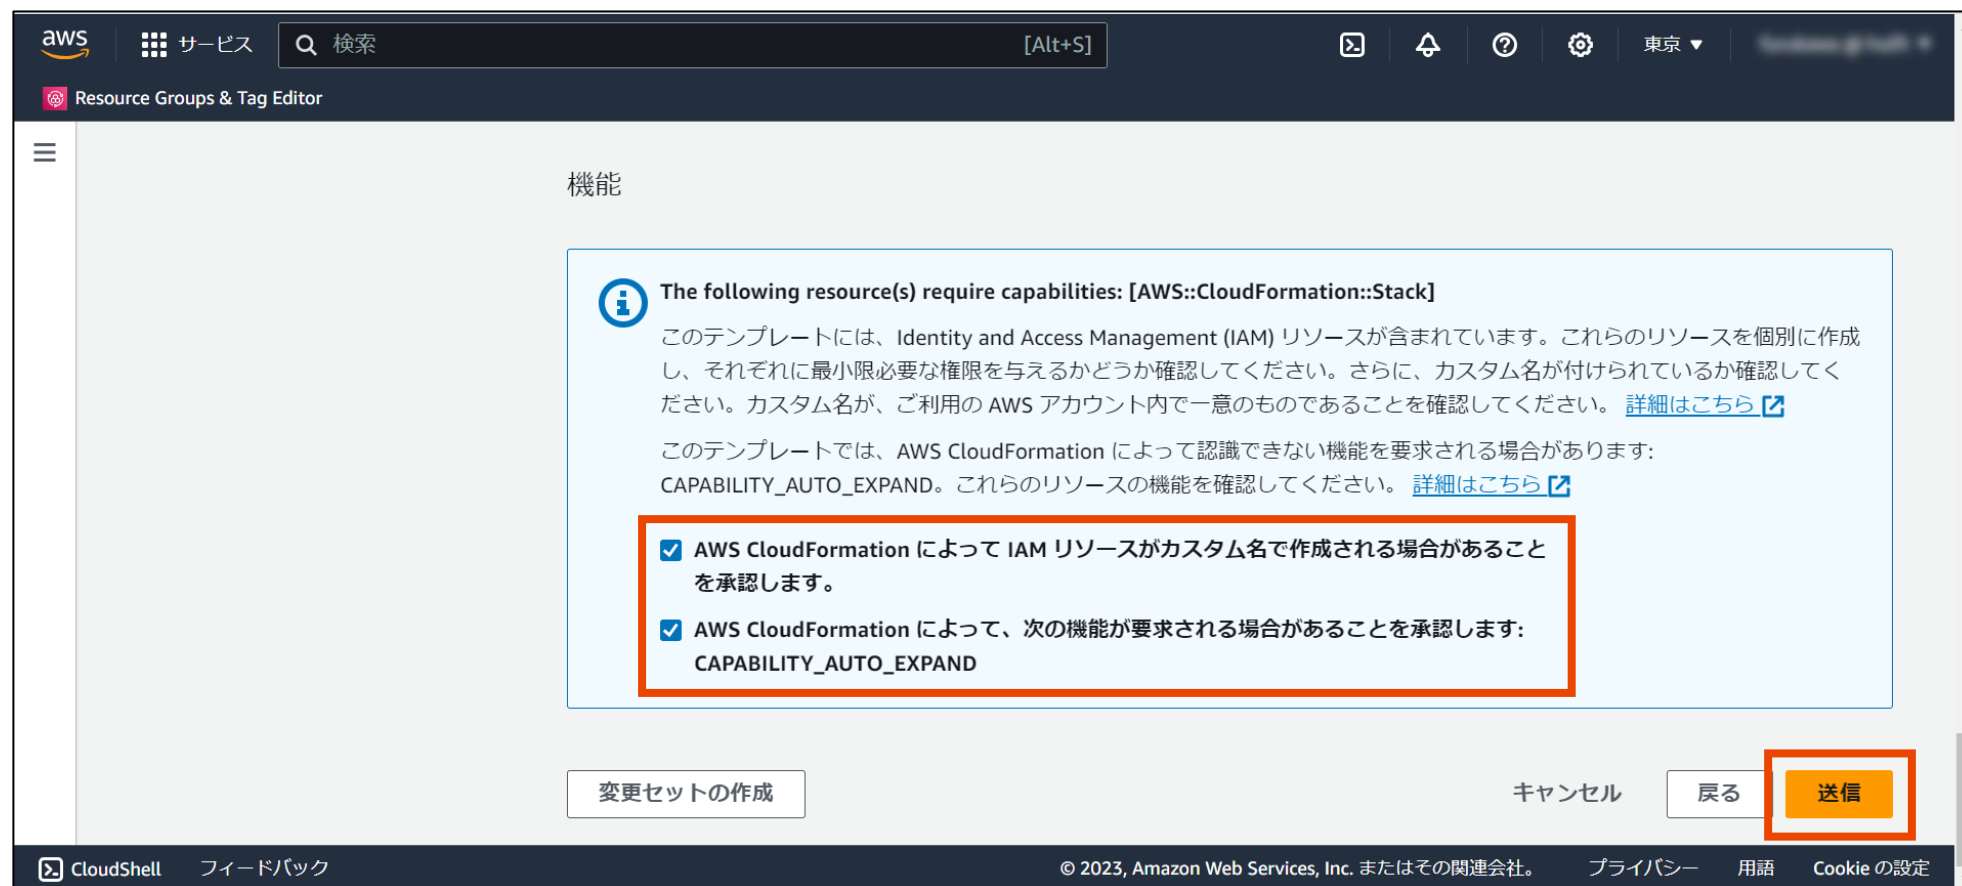 aws
サービス
検索
[Alt+S]
東京 ▼
Resource Groups & Tag Editor
機能
The following resource(s) require capabilities: [AWS::CloudFormation::Stack]
このテンプレートには、Identity and Access Management (IAM) リソースが含まれています。これらのリソースを個別に作成
し、それぞれに最小限必要な権限を与えるかどうか確認してください。さらに、カスタム名が付けられているか確認してく
ださい。カスタム名が、ご利用の AWS アカウント内で一意のものであることを確認してください。 詳細はこちら
このテンプレートでは、AWS CloudFormation によって認識できない機能を要求される場合があります:
CAPABILITY_AUTO_EXPAND。これらのリソースの機能を確認してください。 詳細はこちら
AWS CloudFormation によって IAM リソースがカスタム名で作成される場合があること
を承認します。
AWS CloudFormation によって、次の機能が要求される場合があることを承認します:
CAPABILITY_AUTO_EXPAND
変更セットの作成
キャンセル
戻る
送信
CloudShell
フィードバック
© 2023, Amazon Web Services, Inc. またはその関連会社。
プライバシー
用語
Cookie の設定